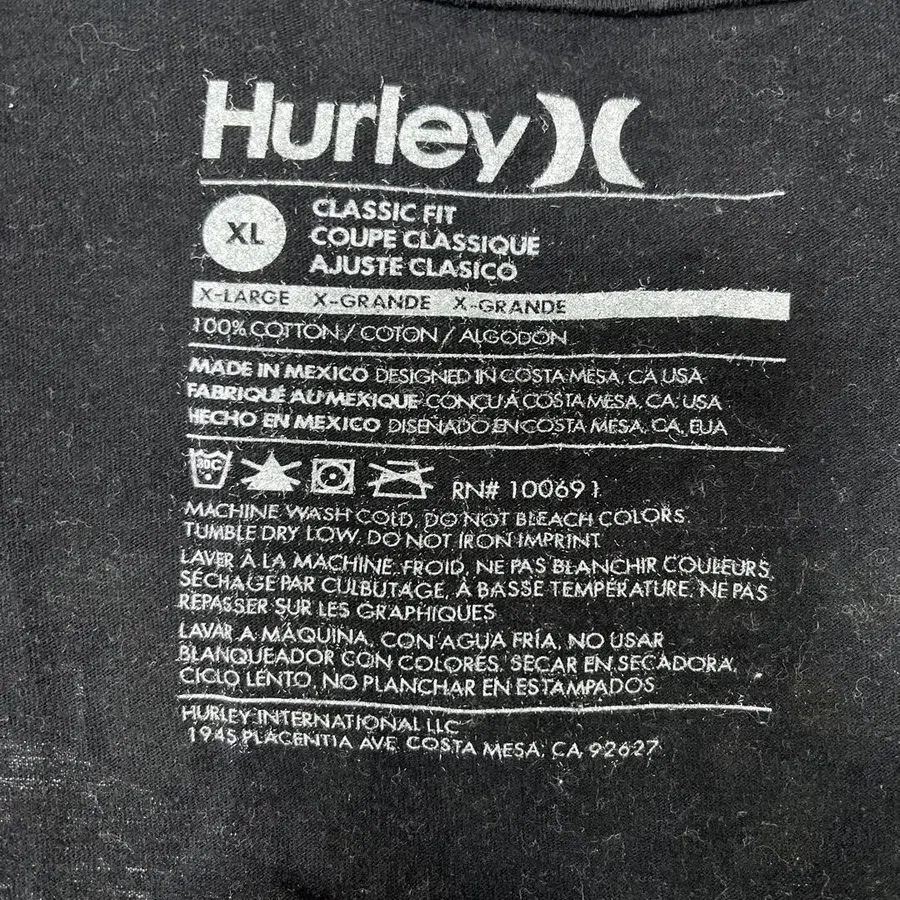 Hurley
XL
CLASSIC FIT
COUPE CLASSIQUE
AJUSTE CLASICO
X-LARGE X-GRANDE X-GRANDE
100% COTTON / COTON / ALGODÓN
MADE IN MEXICO DESIGNED IN COSTA MESA, CA USA
FABRIQUÉ AU MEXIQUE CONÇU À COSTA MESA, CA, USA
HECHO EN MEXICO DISEÑADO EN COSTA MESA, CA, EUA
30C
RN# 100691
MACHINE WASH COLD, DO NOT BLEACH COLORS.
TUMBLE DRY LOW, DO NOT IRON IMPRINT
LAVER À LA MACHINE FROID, NE PAS BLANCHIR COULEURS,
SÉCHAGE PAR CULBUTAGE, À BASSE TEMPÉRATURE. NE PAS
REPASSER SUR LES GRAPHIQUES
LAVAR A MÁQUINA, CON AGUA FRÍA, NO USAR
BLANQUEADOR CON COLORES, SECAR EN SECADORA,
CICLO LENTO, NO PLANCHAR EN ESTAMPADOS
HURLEY INTERNATIONAL LLC
1945 PLACENTIA AVE. COSTA MESA, CA 92627